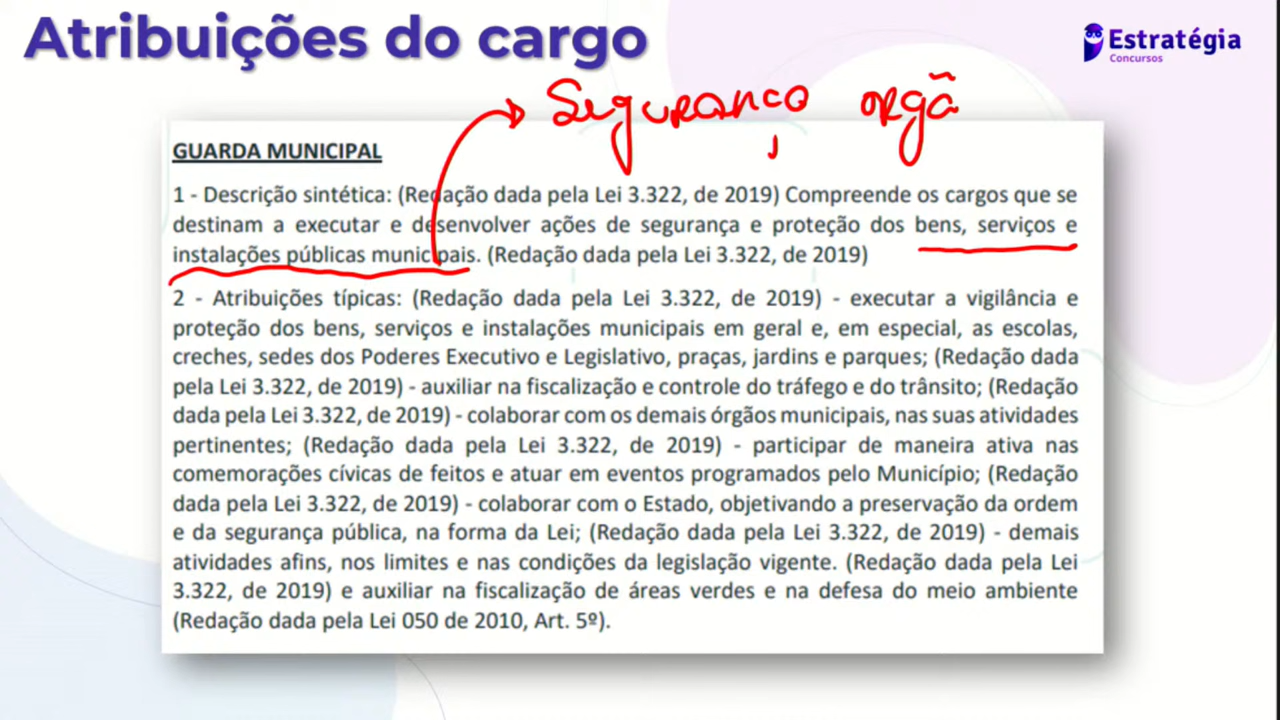 Atribuições do cargo
Estratégia
Concursos
Segurança orgâ
GUARDA MUNICIPAL
1 - Descrição sintética: (Redação dada pela Lei 3.322, de 2019) Compreende os cargos que se
destinam a executar e desenvolver ações de segurança e proteção dos bens, serviços e
instalações públicas municipais. (Redação dada pela Lei 3.322, de 2019)
2 - Atribuições típicas: (Redação dada pela Lei 3.322, de 2019) - executar a vigilância e
proteção dos bens, serviços e instalações municipais em geral e, em especial, as escolas,
creches, sedes dos Poderes Executivo e Legislativo, praças, jardins e parques; (Redação dada
pela Lei 3.322, de 2019) - auxiliar na fiscalização e controle do tráfego e do trânsito; (Redação
dada pela Lei 3.322, de 2019) - colaborar com os demais órgãos municipais, nas suas atividades
pertinentes; (Redação dada pela Lei 3.322, de 2019) - participar de maneira ativa nas
comemorações cívicas de feitos e atuar em eventos programados pelo Município; (Redação
dada pela Lei 3.322, de 2019) - colaborar com o Estado, objetivando a preservação da ordem
e da segurança pública, na forma da Lei; (Redação dada pela Lei 3.322, de 2019) - demais
atividades afins, nos limites e nas condições da legislação vigente. (Redação dada pela Lei
3.322, de 2019) e auxiliar na fiscalização de áreas verdes e na defesa do meio ambiente
(Redação dada pela Lei 050 de 2010, Art. 5º).